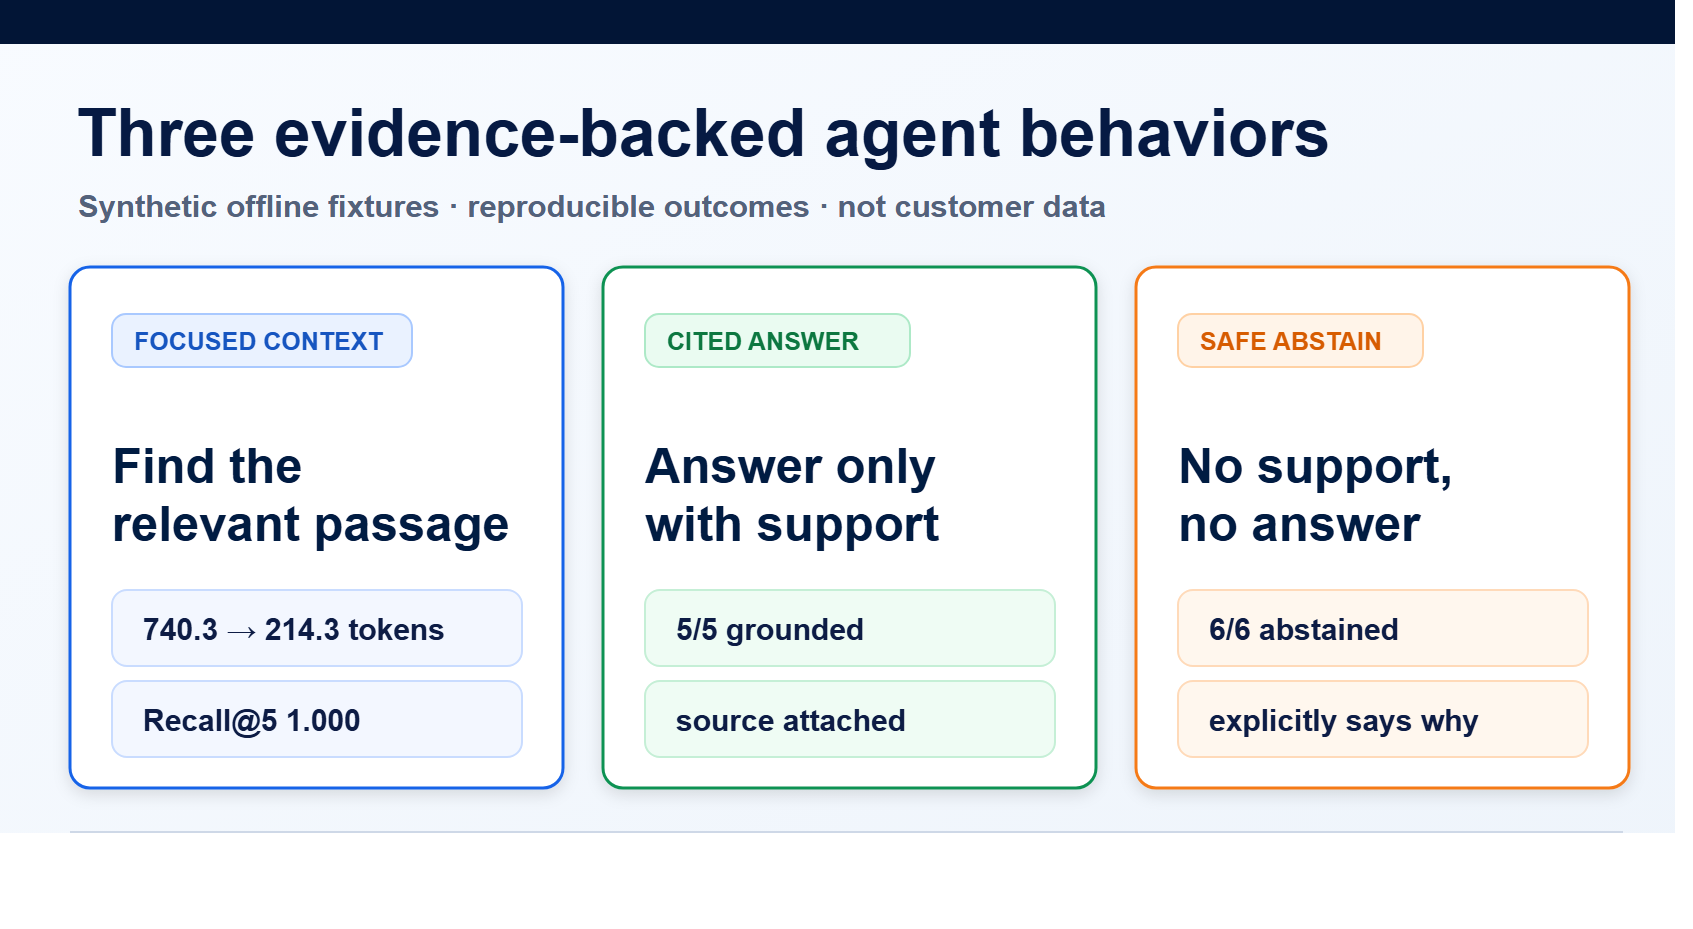 Three evidence-backed agent behaviors
Synthetic offline fixtures · reproducible outcomes · not customer data
FOCUSED CONTEXT
Find the
relevant passage
740.3 → 214.3 tokens
Recall@5 1.000
CITED ANSWER
Answer only
with support
5/5 grounded
source attached
SAFE ABSTAIN
No support,
no answer
6/6 abstained
explicitly says why